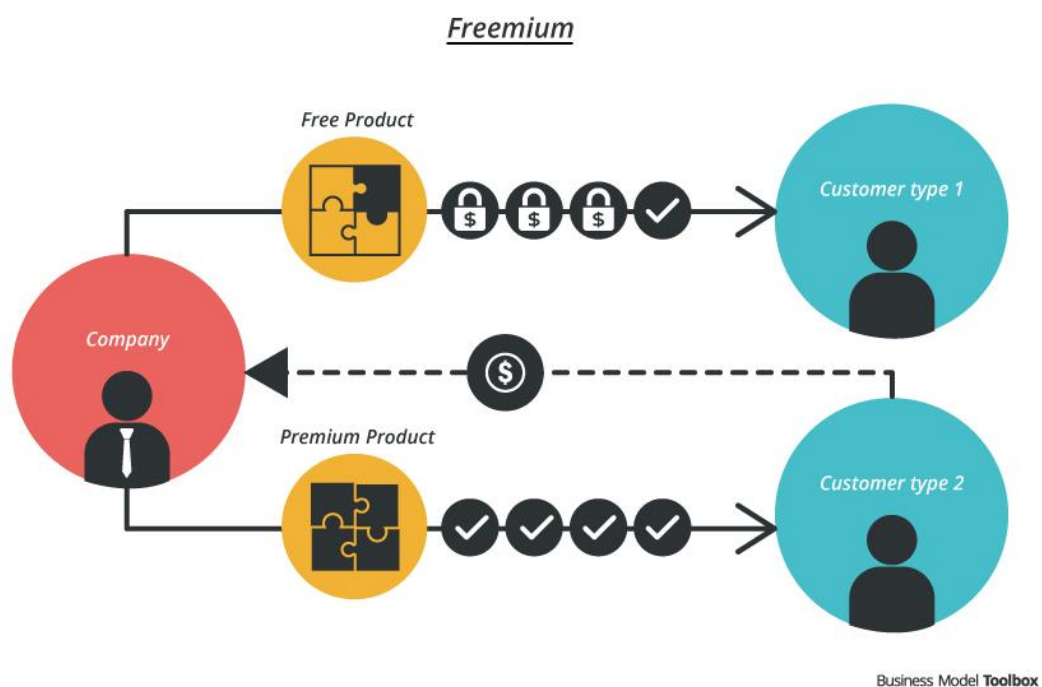 Freemium
Free Product
$ $ $
Customer type 1
Company
$
Premium Product
Customer type 2
Business Model Toolbox